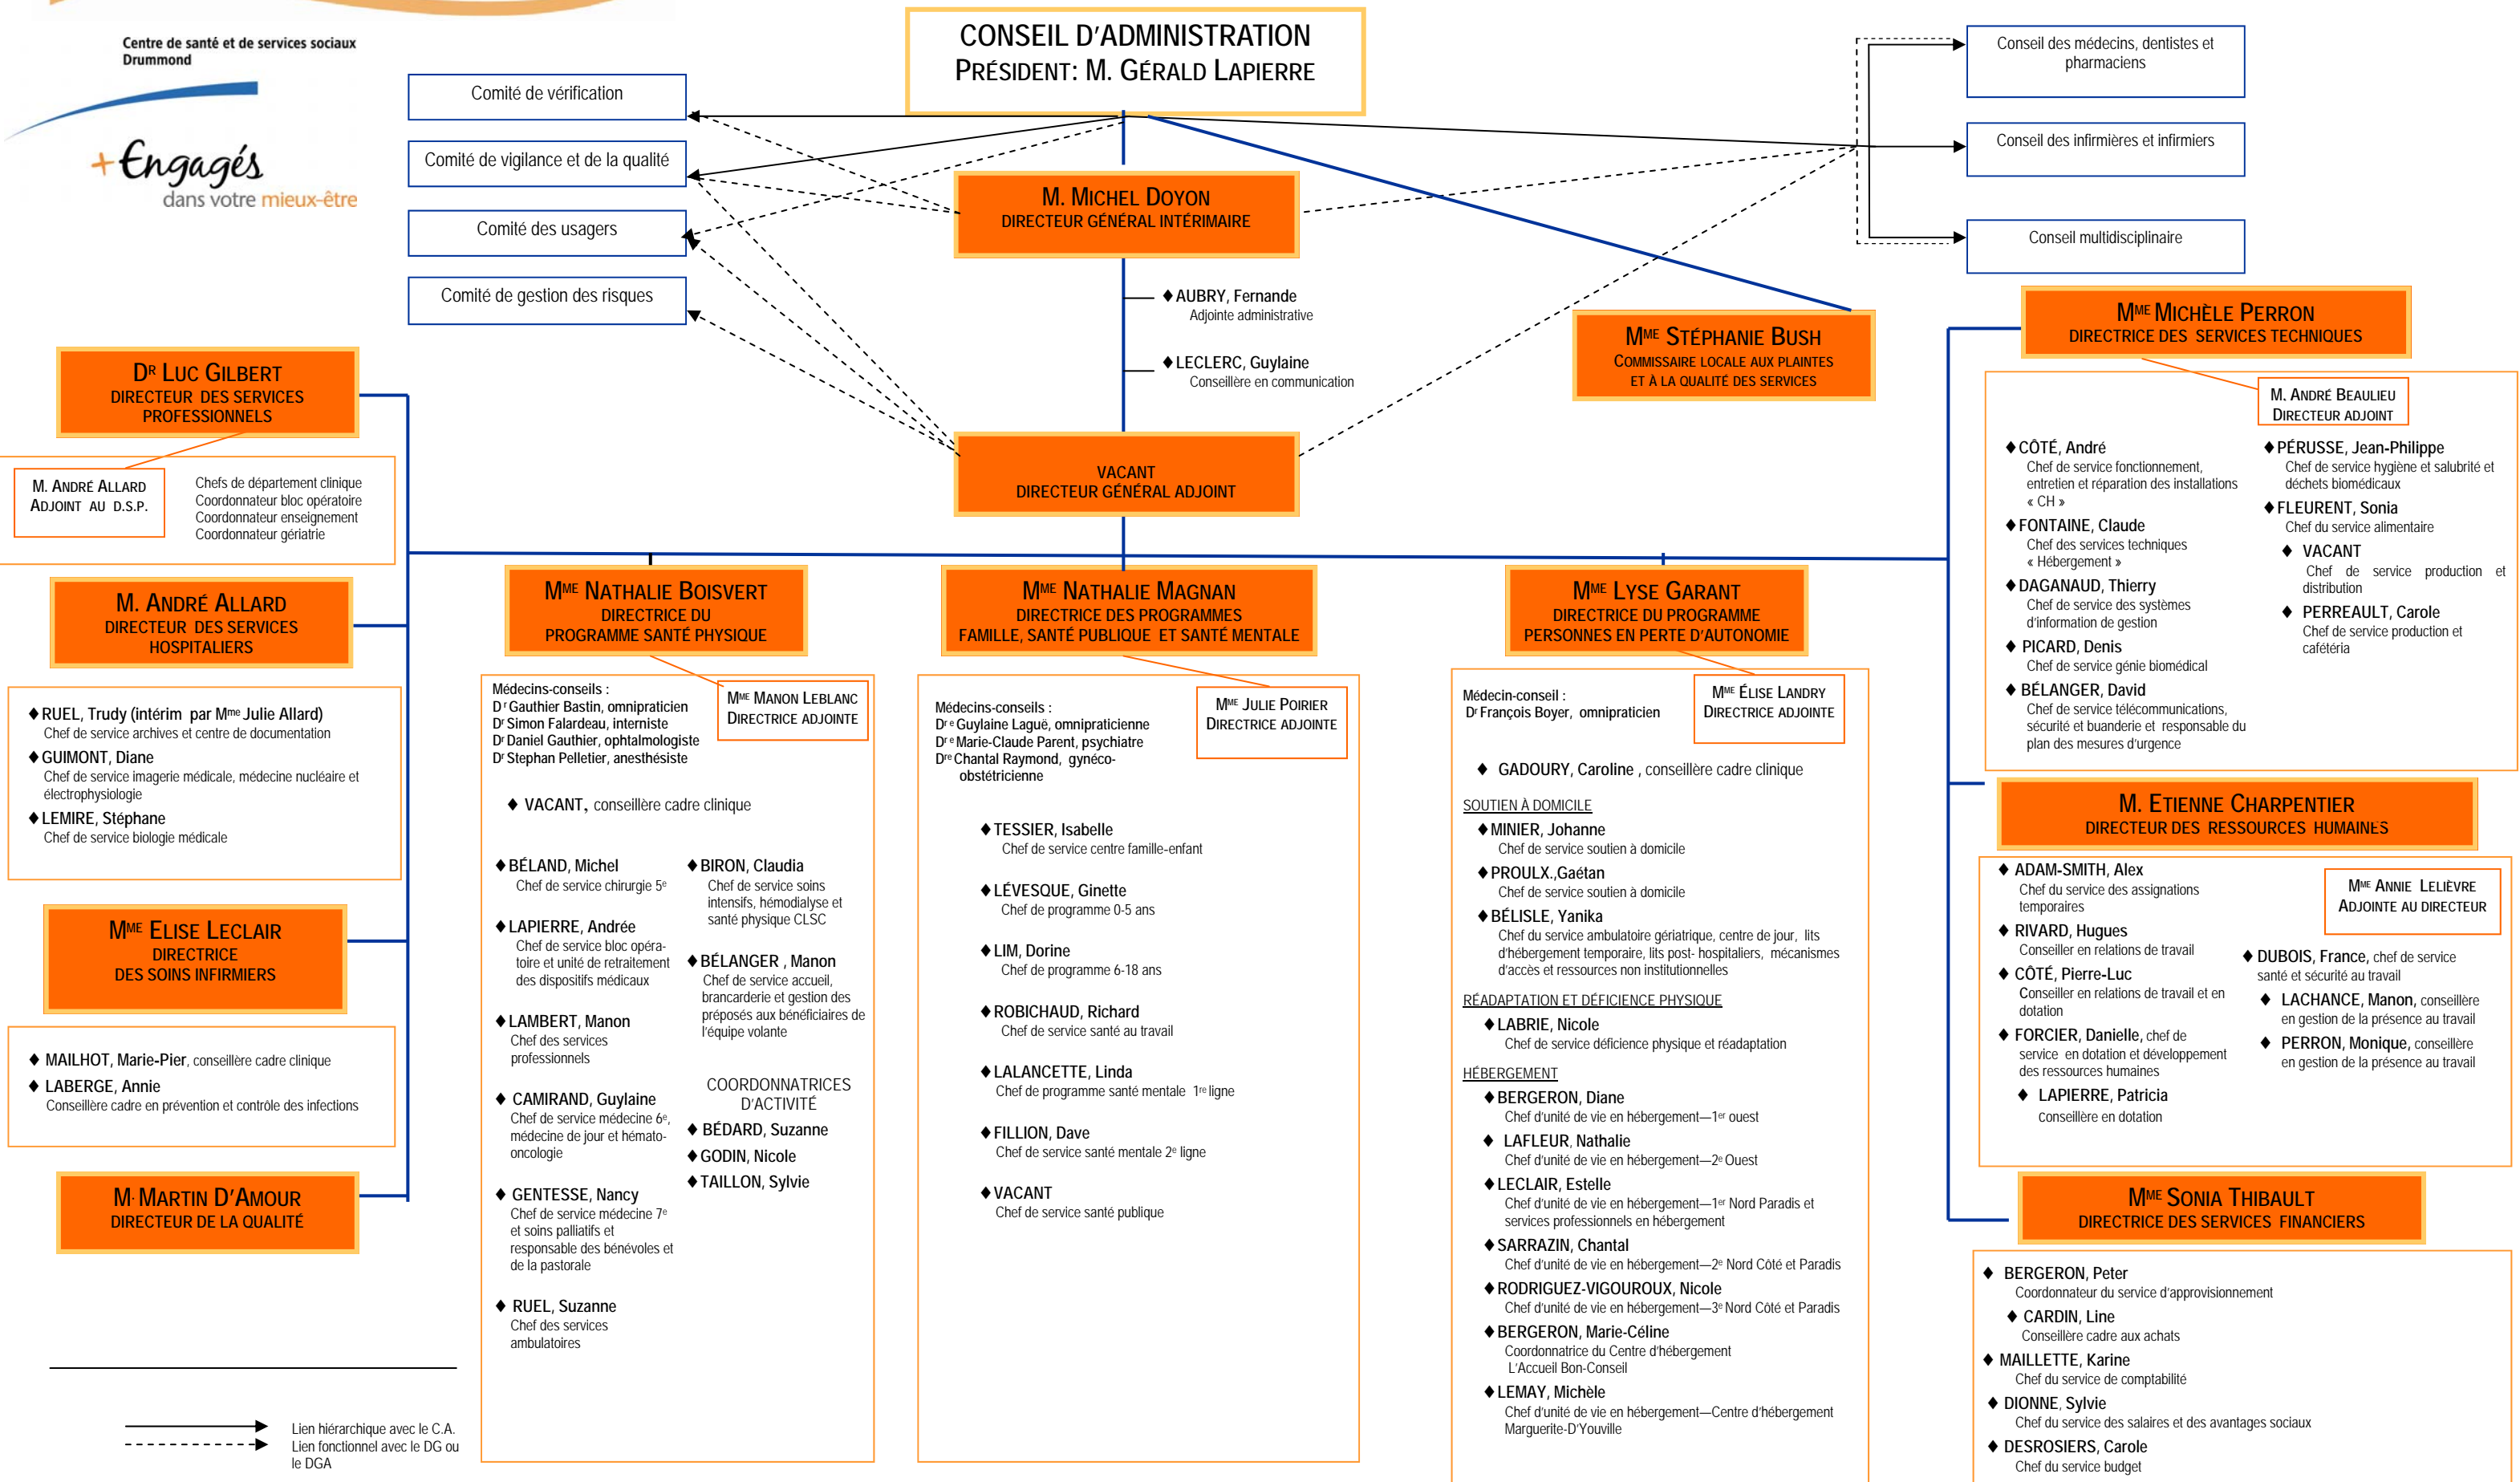 Centre de santé et de services sociaux
Drummond
+Engagés
dans votre mieux-être
CONSEIL D'ADMINISTRATION
PRÉSIDENT: M. GÉRALD LAPIERRE
Comité de vérification
Comité de vigilance et de la qualité
Comité des usagers
Comité de gestion des risques
Conseil des médecins, dentistes et
pharmaciens
Conseil des infirmières et infirmiers
Conseil multidisciplinaire
M. MICHEL DOYON
DIRECTEUR GÉNÉRAL INTÉRIMAIRE
♦ AUBRY, Fernande
Adjointe administrative
♦ LECLERC, Guylaine
Conseillère en communication
MME STÉPHANIE BUSH
COMMISSAIRE LOCALE AUX PLAINTES
ET À LA QUALITÉ DES SERVICES
VACANT
DIRECTEUR GÉNÉRAL ADJOINT
DR LUC GILBERT
DIRECTEUR DES SERVICES
PROFESSIONNELS
M. ANDRÉ ALLARD
ADJOINT AU D.S.P.
Chefs de département clinique
Coordonnateur bloc opératoire
Coordonnateur enseignement
Coordonnateur gériatrie
M. ANDRÉ ALLARD
DIRECTEUR DES SERVICES
HOSPITALIERS
♦ RUEL, Trudy (intérim par Mme Julie Allard)
Chef de service archives et centre de documentation
♦ GUIMONT, Diane
Chef de service imagerie médicale, médecine nucléaire et
électrophysiologie
♦ LEMIRE, Stéphane
Chef de service biologie médicale
MME ELISE LECLAIR
DIRECTRICE
DES SOINS INFIRMIERS
♦ MAILHOT, Marie-Pier, conseillère cadre clinique
♦ LABERGE, Annie
Conseillère cadre en prévention et contrôle des infections
M. MARTIN D'AMOUR
DIRECTEUR DE LA QUALITÉ
Lien hiérarchique avec le C.A.
Lien fonctionnel avec le DG ou
le DGA
MME NATHALIE BOISVERT
DIRECTRICE DU
PROGRAMME SANTÉ PHYSIQUE
MME MANON LEBLANC
DIRECTRICE ADJOINTE
Médecins-conseils :
Dr Gauthier Bastin, omnipraticien
Dr Simon Falardeau, interniste
Dr Daniel Gauthier, ophtalmologiste
Dr Stephan Pelletier, anesthésiste
♦ VACANT, conseillère cadre clinique
♦ BÉLAND, Michel
Chef de service chirurgie 5e
♦ LAPIERRE, Andrée
Chef de service bloc opéra-
toire et unité de retraitement
des dispositifs médicaux
♦ LAMBERT, Manon
Chef des services
professionnels
♦ CAMIRAND, Guylaine
Chef de service médecine 6e,
médecine de jour et hémato-
oncologie
♦ GENTESSE, Nancy
Chef de service médecine 7e
et soins palliatifs et
responsable des bénévoles et
de la pastorale
♦ RUEL, Suzanne
Chef des services
ambulatoires
♦ BIRON, Claudia
Chef de service soins
intensifs, hémodialyse et
santé physique CLSC
♦ BÉLANGER , Manon
Chef de service accueil,
brancarderie et gestion des
préposés aux bénéficiaires de
l'équipe volante
COORDONNATRICES
D'ACTIVITÉ
♦ BÉDARD, Suzanne
♦ GODIN, Nicole
♦ TAILLON, Sylvie
MME NATHALIE MAGNAN
DIRECTRICE DES PROGRAMMES
FAMILLE, SANTÉ PUBLIQUE ET SANTÉ MENTALE
MME JULIE POIRIER
DIRECTRICE ADJOINTE
Médecins-conseils :
Dre Guylaine Laguë, omnipraticienne
Dre Marie-Claude Parent, psychiatre
Dre Chantal Raymond, gynéco-
obstétricienne
♦ TESSIER, Isabelle
Chef de service centre famille-enfant
♦ LÉVESQUE, Ginette
Chef de programme 0-5 ans
♦ LIM, Dorine
Chef de programme 6-18 ans
♦ ROBICHAUD, Richard
Chef de service santé au travail
♦ LALANCETTE, Linda
Chef de programme santé mentale 1re ligne
♦ FILLION, Dave
Chef de service santé mentale 2e ligne
♦ VACANT
Chef de service santé publique
MME LYSE GARANT
DIRECTRICE DU PROGRAMME
PERSONNES EN PERTE D'AUTONOMIE
MME ÉLISE LANDRY
DIRECTRICE ADJOINTE
Médecin-conseil :
Dr François Boyer, omnipraticien
♦ GADOURY, Caroline , conseillère cadre clinique
SOUTIEN À DOMICILE
♦ MINIER, Johanne
Chef de service soutien à domicile
♦ PROULX.,Gaétan
Chef de service soutien à domicile
♦ BÉLISLE, Yanika
Chef du service ambulatoire gériatrique, centre de jour, lits
d'hébergement temporaire, lits post- hospitaliers, mécanismes
d'accès et ressources non institutionnelles
RÉADAPTATION ET DÉFICIENCE PHYSIQUE
♦ LABRIE, Nicole
Chef de service déficience physique et réadaptation
HÉBERGEMENT
♦ BERGERON, Diane
Chef d'unité de vie en hébergement—1er ouest
♦ LAFLEUR, Nathalie
Chef d'unité de vie en hébergement—2e Ouest
♦ LECLAIR, Estelle
Chef d'unité de vie en hébergement—1er Nord Paradis et
services professionnels en hébergement
♦ SARRAZIN, Chantal
Chef d'unité de vie en hébergement—2e Nord Côté et Paradis
♦ RODRIGUEZ-VIGOUROUX, Nicole
Chef d'unité de vie en hébergement—3e Nord Côté et Paradis
♦ BERGERON, Marie-Céline
Coordonnatrice du Centre d'hébergement
L'Accueil Bon-Conseil
♦ LEMAY, Michèle
Chef d'unité de vie en hébergement—Centre d'hébergement
Marguerite-D'Youville
MME MICHÈLE PERRON
DIRECTRICE DES SERVICES TECHNIQUES
M. ANDRÉ BEAULIEU
DIRECTEUR ADJOINT
♦ CÔTÉ, André
Chef de service fonctionnement,
entretien et réparation des installations
« CH »
♦ FONTAINE, Claude
Chef des services techniques
« Hébergement »
♦ DAGANAUD, Thierry
Chef de service des systèmes
d'information de gestion
♦ PICARD, Denis
Chef de service génie biomédical
♦ BÉLANGER, David
Chef de service télécommunications,
sécurité et buanderie et responsable du
plan des mesures d'urgence
♦ PÉRUSSE, Jean-Philippe
Chef de service hygiène et salubrité et
déchets biomédicaux
♦ FLEURENT, Sonia
Chef du service alimentaire
♦ VACANT
Chef de service production et
distribution
♦ PERREAULT, Carole
Chef de service production et
cafétéria
M. ETIENNE CHARPENTIER
DIRECTEUR DES RESSOURCES HUMAINES
MME ANNIE LELIÈVRE
ADJOINTE AU DIRECTEUR
♦ ADAM-SMITH, Alex
Chef du service des assignations
temporaires
♦ RIVARD, Hugues
Conseiller en relations de travail
♦ CÔTÉ, Pierre-Luc
Conseiller en relations de travail et en
dotation
♦ FORCIER, Danielle, chef de
service en dotation et développement
des ressources humaines
♦ LAPIERRE, Patricia
Conseillère en dotation
♦ DUBOIS, France, chef de service
santé et sécurité au travail
♦ LACHANCE, Manon, conseillère
en gestion de la présence au travail
♦ PERRON, Monique, conseillère
en gestion de la présence au travail
MME SONIA THIBAULT
DIRECTRICE DES SERVICES FINANCIERS
♦ BERGERON, Peter
Coordonnateur du service d'approvisionnement
♦ CARDIN, Line
Conseillère cadre aux achats
♦ MAILLETTE, Karine
Chef du service de comptabilité
♦ DIONNE, Sylvie
Chef du service des salaires et des avantages sociaux
♦ DESROSIERS, Carole
Chef du service budget